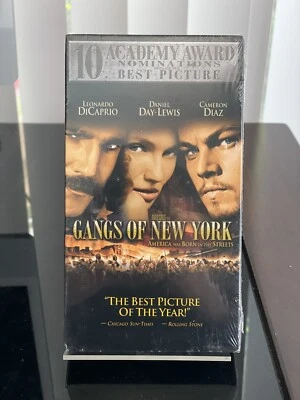 10 ACADEMY AWARD
NOMINATIONS
BEST PICTURE
LEONARDO DICAPRIO
DANIEL DAY-LEWIS
CAMERON DIAZ
GANGS OF NEW YORK
AMERICA WAS BORN IN THE STREETS
"THE BEST PICTURE
OF THE YEAR!"
– CHICAGO SUN-TIMES – ROLLING STONE